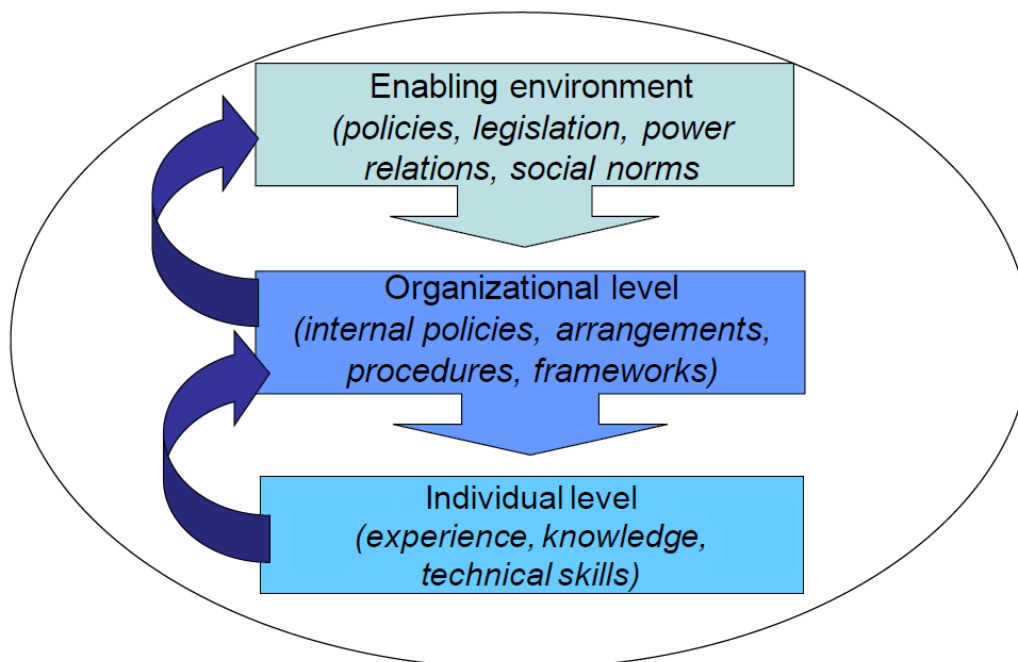 Enabling environment
(policies, legislation, power
relations, social norms
Organizational level
(internal policies, arrangements,
procedures, frameworks)
Individual level
(experience, knowledge,
technical skills)